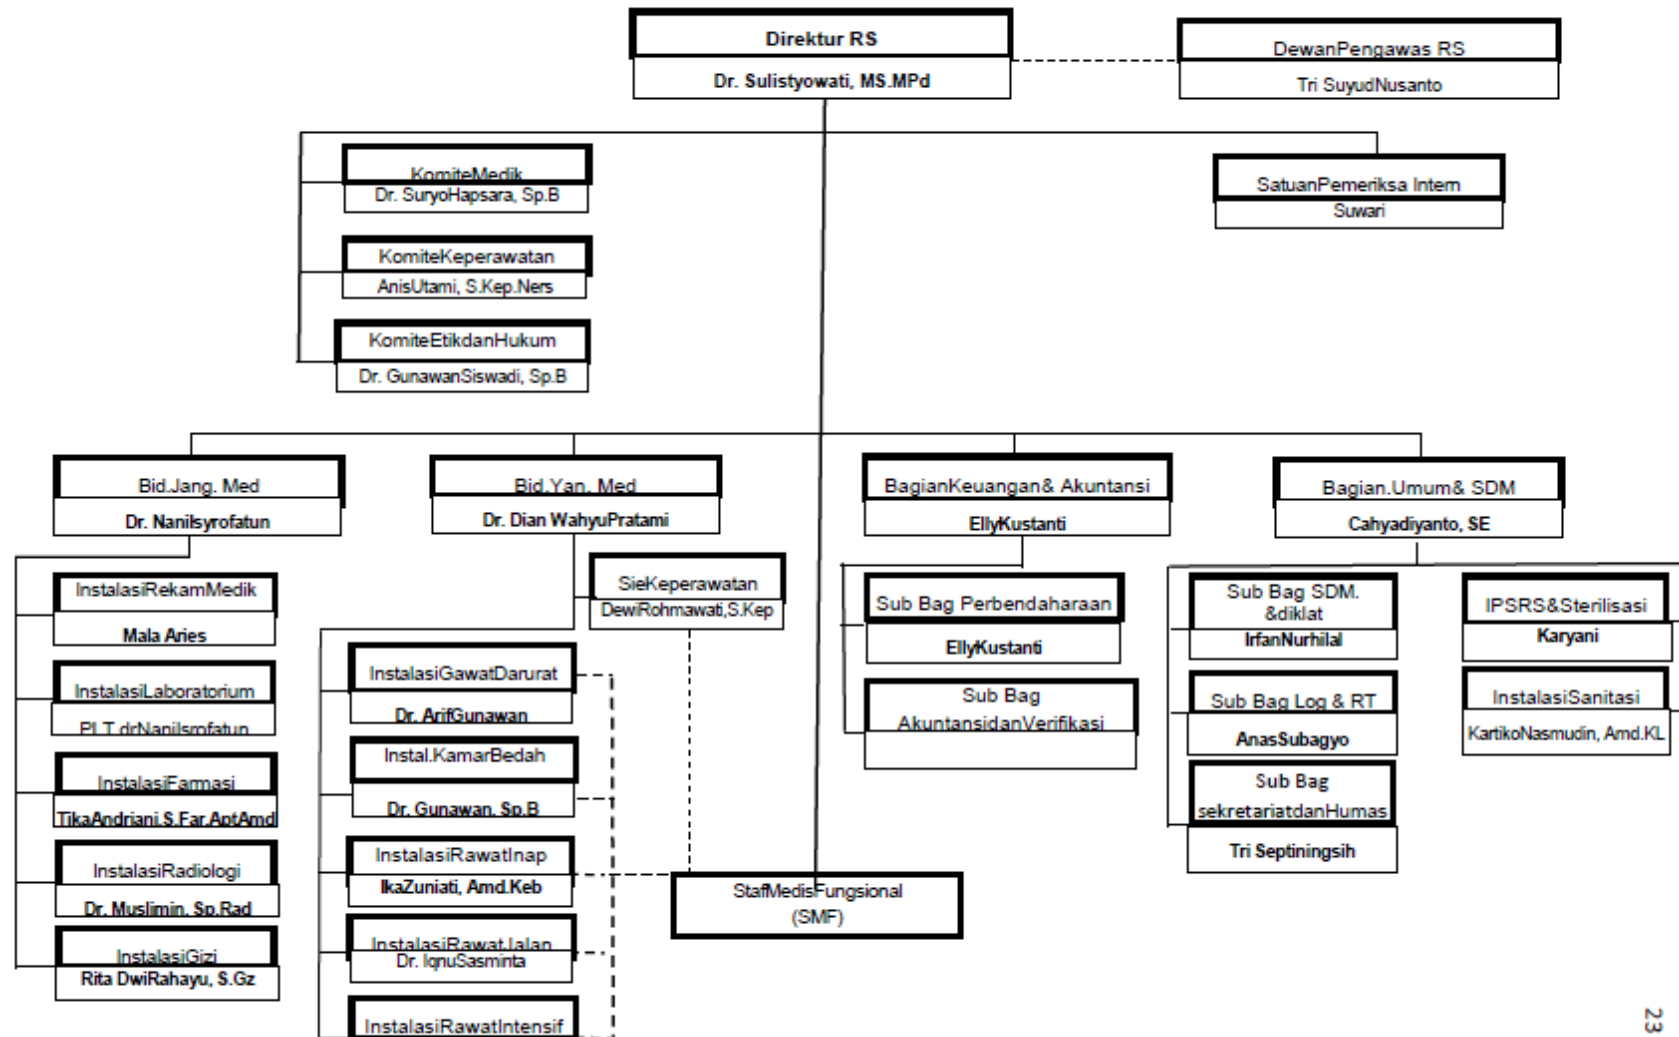 Direktur RS
Dr. Sulistyowati, MS.MPd
DewanPengawas RS
Tri SuyudNusanto
KomiteMedik
Dr. SuryoHapsara, Sp.B
SatuanPemeriksa Intern
Suwari
KomiteKeperawatan
AnisUtami, S.Kep.Ners
KomiteEtikdanHukum
Dr. GunawanSiswadi, Sp.B
Bid.Jang. Med
Dr. Nanilsyrofatun
Bid.Yan. Med
Dr. Dian WahyuPratami
BagianKeuangan& Akuntansi
EllyKustanti
Bagian.Umum& SDM
Cahyadiyanto, SE
InstalasiRekamMedik
Mala Aries
InstalasiLaboratorium
PLT drNanilsrofatun
InstalasiFarmasi
TikaAndriani.S.Far.AptAmd
InstalasiRadiologi
Dr. Muslimin. Sp.Rad
InstalasiGizi
Rita DwiRahayu, S.Gz
SieKeperawatan
DewiRohmawati,S.Kep
InstalasiGawatDarurat
Dr. ArifGunawan
Instal.KamarBedah
Dr. Gunawan. Sp.B
InstalasiRawatInap
IkaZuniati, Amd.Keb
InstalasiRawatJalan
Dr. IqnuSasminta
InstalasiRawatIntensif
StafMedisFungsional
(SMF)
Sub Bag Perbendaharaan
EllyKustanti
Sub Bag
AkuntansidanVerifikasi
Sub Bag SDM.
&diklat
IrfanNurhilal
Sub Bag Log & RT
AnasSubagyo
Sub Bag
sekretariatdanHumas
Tri Septiningsih
IPSRS&Sterilisasi
Karyani
InstalasiSanitasi
KartikoNasmudin, Amd.KL
23